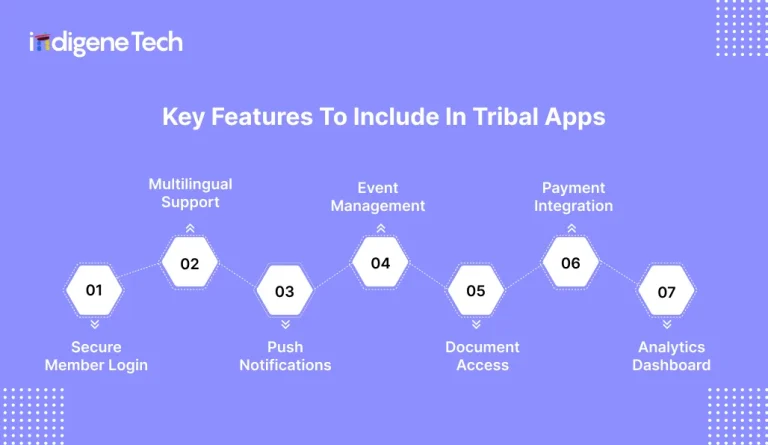 indigeneTech
Key Features To Include In Tribal Apps
Multilingual
Support
Event
Management
Payment
Integration
01
02
03
04
05
06
07
Secure
Member Login
Push
Notifications
Document
Access
Analytics
Dashboard